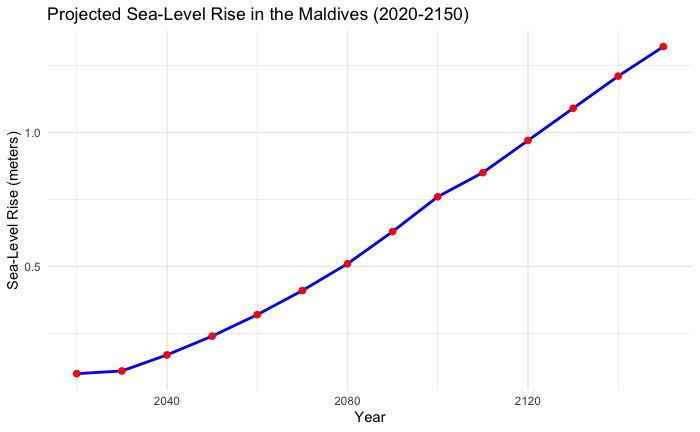 Projected Sea-Level Rise in the Maldives (2020-2150)
Sea-Level Rise (meters)
1.0
0.5
2040 2080 2120
Year